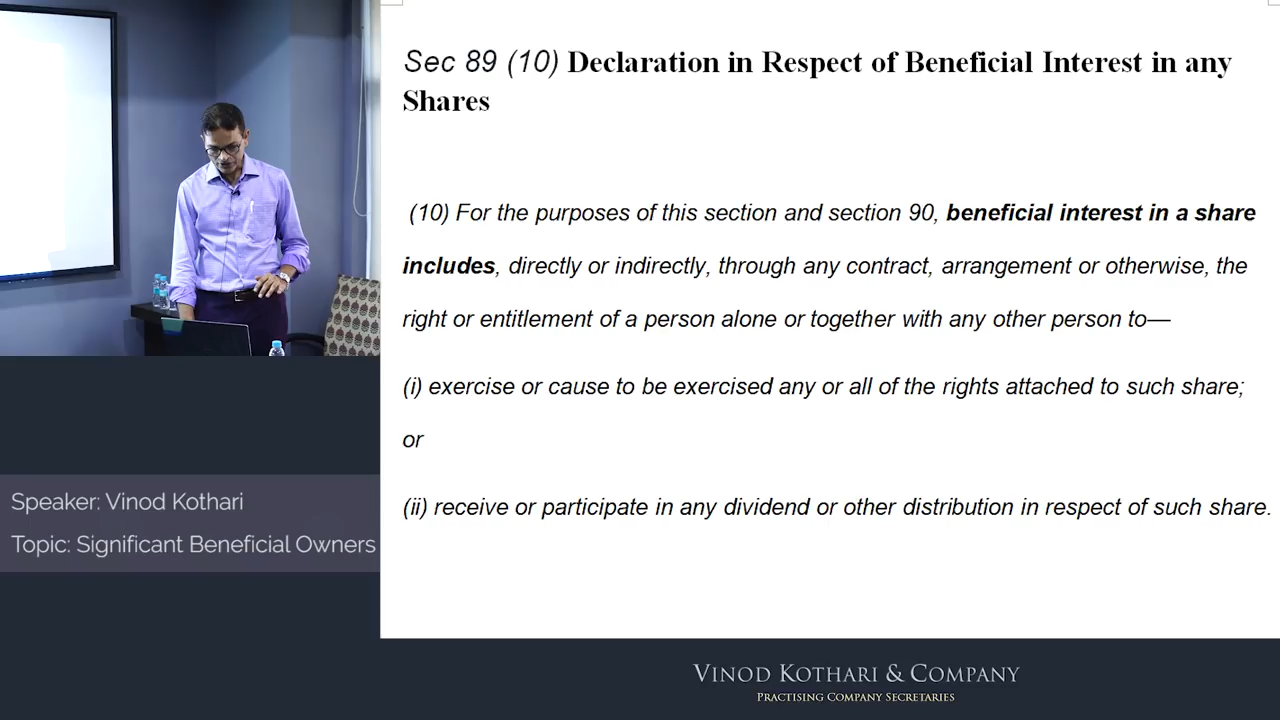 Sec 89 (10) Declaration in Respect of Beneficial Interest in any
Shares
(10) For the purposes of this section and section 90, beneficial interest in a share
includes, directly or indirectly, through any contract, arrangement or otherwise, the
right or entitlement of a person alone or together with any other person to—
(i) exercise or cause to be exercised any or all of the rights attached to such share;
or
(ii) receive or participate in any dividend or other distribution in respect of such share.
Speaker: Vinod Kothari
Topic: Significant Beneficial Owners
VINOD KOTHARI & COMPANY
PRACTISING COMPANY SECRETARIES